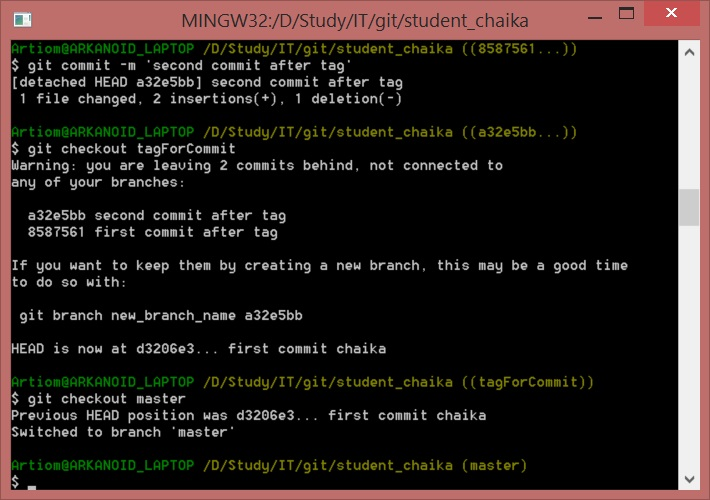 MINGW32:/D/Study/IT/git/student_chaika
Artiom@ARKANOID_LAPTOP /D/Study/IT/git/student_chaika ((8587561...))
$ git commit -m 'second commit after tag'
[detached HEAD a32e5bb] second commit after tag
 1 file changed, 2 insertions(+), 1 deletion(-)
Artiom@ARKANOID_LAPTOP /D/Study/IT/git/student_chaika ((a32e5bb...))
$ git checkout tagForCommit
Warning: you are leaving 2 commits behind, not connected to
any of your branches:
  a32e5bb second commit after tag
  8587561 first commit after tag
If you want to keep them by creating a new branch, this may be a good time
to do so with:
 git branch new_branch_name a32e5bb
HEAD is now at d3206e3... first commit chaika
Artiom@ARKANOID_LAPTOP /D/Study/IT/git/student_chaika ((tagForCommit))
$ git checkout master
Previous HEAD position was d3206e3... first commit chaika
Switched to branch 'master'
Artiom@ARKANOID_LAPTOP /D/Study/IT/git/student_chaika (master)
$ _